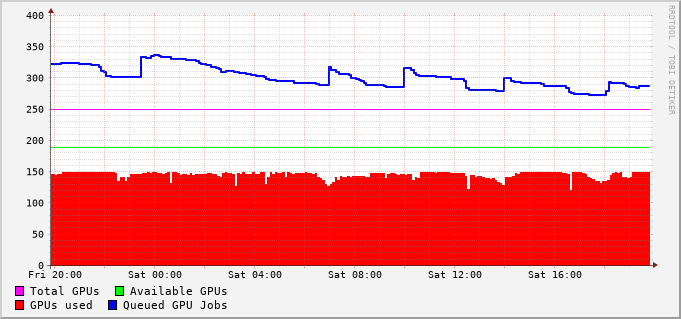 400
350
300
250
200
150
100
50
0
Fri 20:00 Sat 00:00 Sat 04:00 Sat 08:00 Sat 12:00 Sat 16:00
Total GPUs Available GPUs
GPUs used Queued GPU Jobs
RRDTOOL / TOBI OETIKER